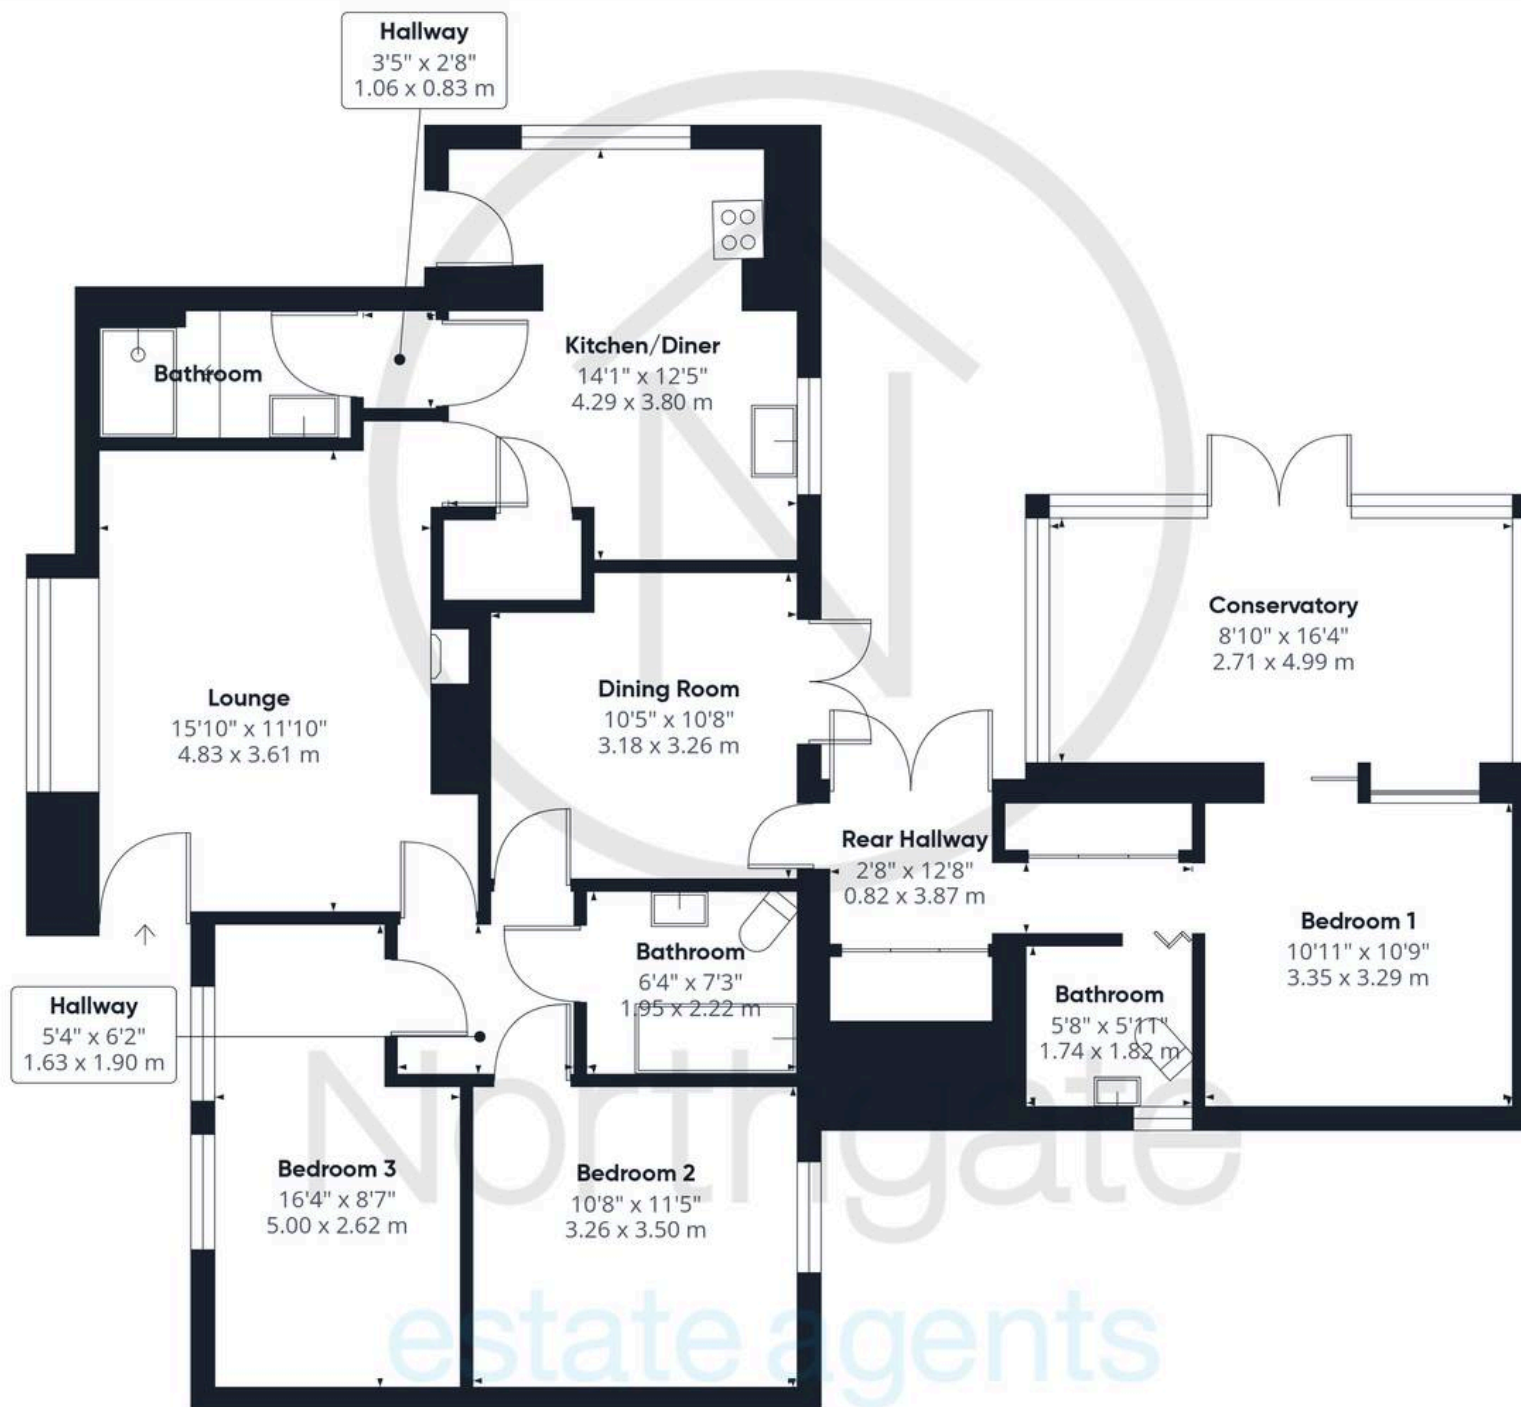 Hallway
3'5" x 2'8"
1.06 x 0.83 m
Kitchen/Diner
14'1" x 12'5"
4.29 x 3.80 m
Bathroom
Conservatory
8'10" x 16'4"
2.71 x 4.99 m
Lounge
15'10" x 11'10"
4.83 x 3.61 m
Dining Room
10'5" x 10'8"
3.18 x 3.26 m
Rear Hallway
2'8" x 12'8"
0.82 x 3.87 m
Bedroom 1
10'11" x 10'9"
3.35 x 3.29 m
Bathroom
6'4" x 7'3"
1.95 x 2.22 m
Bathroom
5'8" x 5'11"
1.74 x 1.82 m
Hallway
5'4" x 6'2"
1.63 x 1.90 m
Bedroom 3
16'4" x 8'7"
5.00 x 2.62 m
Bedroom 2
10'8" x 11'5"
3.26 x 3.50 m
Northgate
estate agents